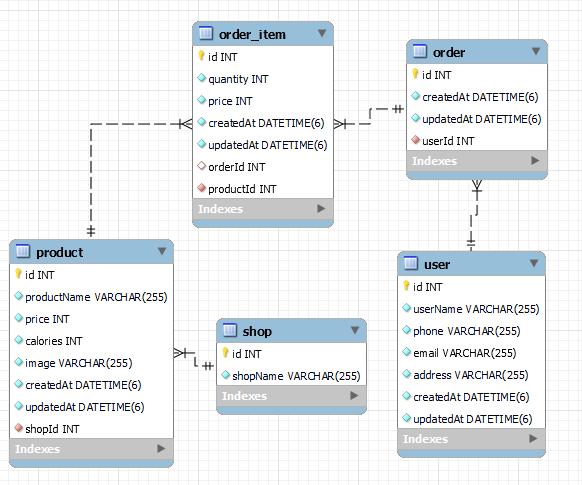 order_item
id INT
quantity INT
price INT
createdAt DATETIME(6)
updatedAt DATETIME(6)
orderId INT
productId INT
Indexes
order
id INT
createdAt DATETIME(6)
updatedAt DATETIME(6)
userId INT
Indexes
product
id INT
productName VARCHAR(255)
price INT
calories INT
image VARCHAR(255)
createdAt DATETIME(6)
updatedAt DATETIME(6)
shopId INT
Indexes
shop
id INT
shopName VARCHAR(255)
Indexes
user
id INT
userName VARCHAR(255)
phone VARCHAR(255)
email VARCHAR(255)
address VARCHAR(255)
createdAt DATETIME(6)
updatedAt DATETIME(6)
Indexes